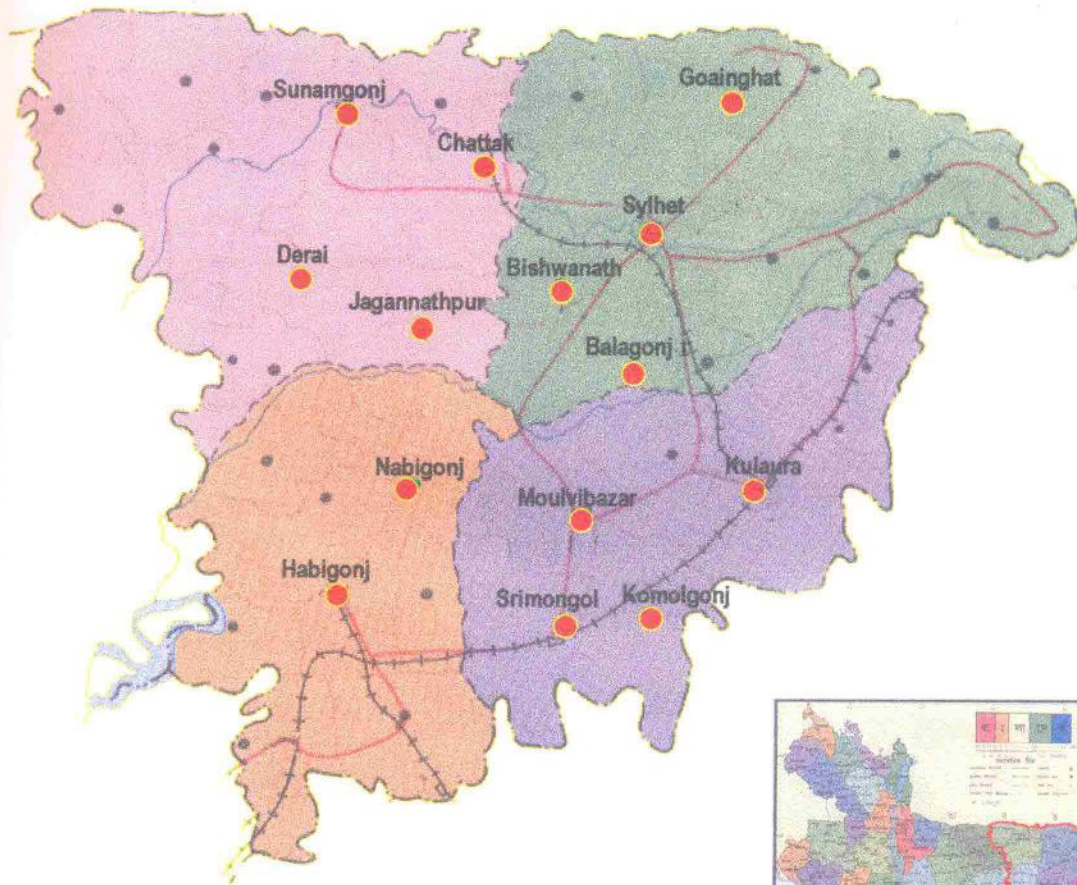 Goainghat
Sunamgonj
Chattak
Sylhet
Derai
Bishwanath
Jagannathpur
Balagonj
Nabigonj
Kulaura
Moulvibazar
Habigonj
Srimongol
Komolgonj